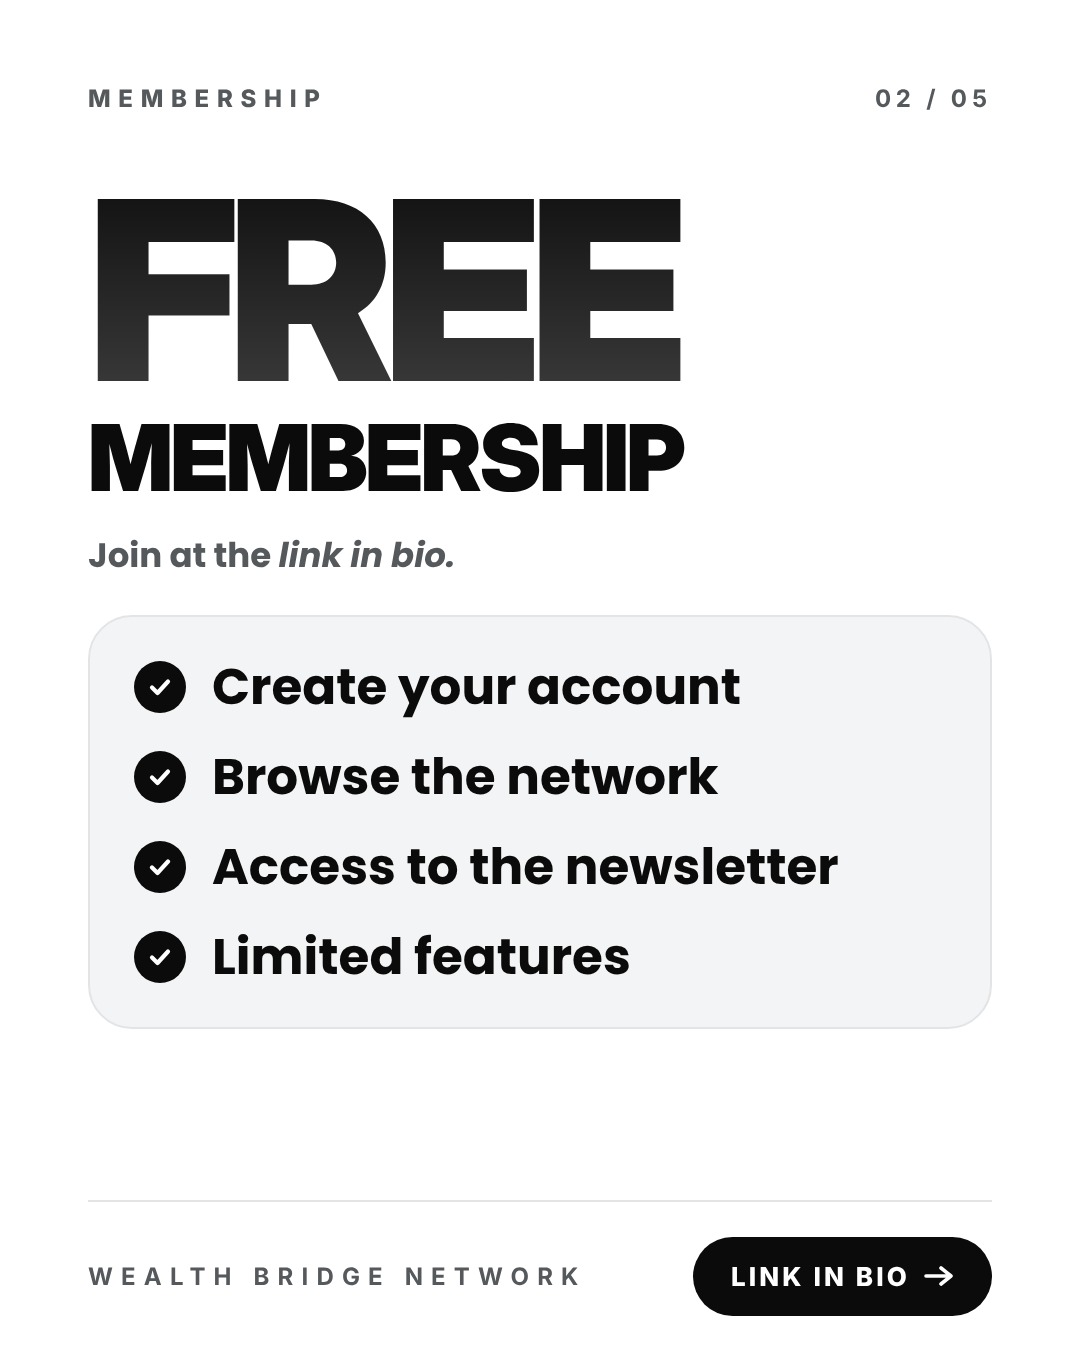 MEMBERSHIP
02 / 05
FREE
MEMBERSHIP
Join at the link in bio.
Create your account
Browse the network
Access to the newsletter
Limited features
WEALTH BRIDGE NETWORK
LINK IN BIO →